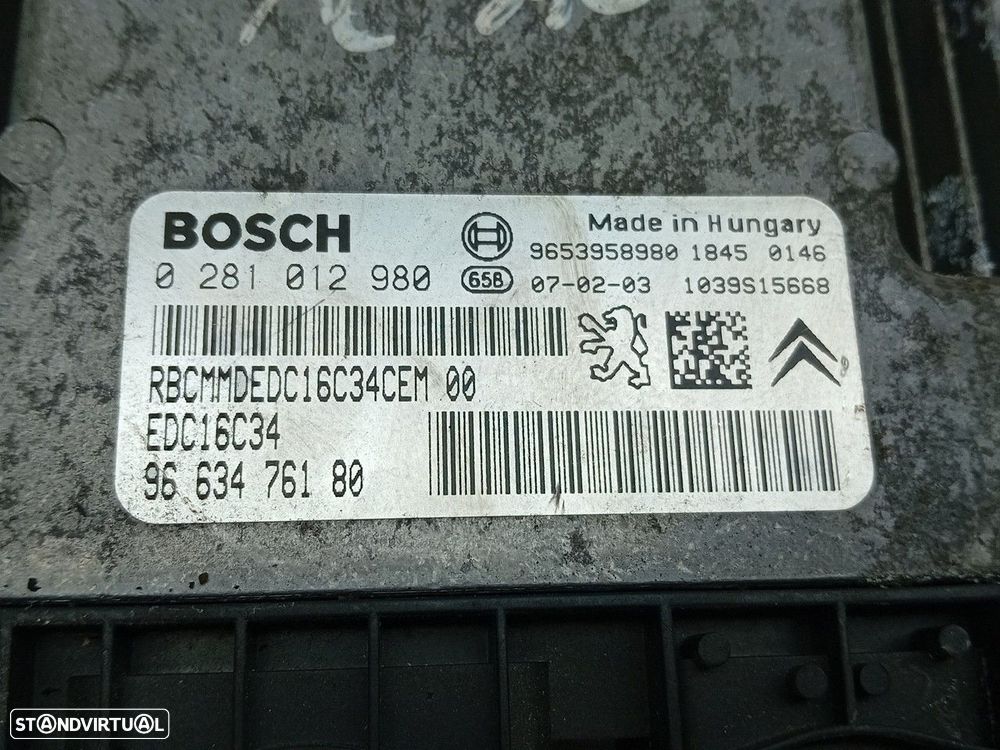 BOSCH
Made in Hungary
9653958980 1845 0146
0 281 012 980
65B
07-02-03 1039S15668
RBCMMDEDC16C34CEM 00
EDC16C34
96 634 761 80
STANDVIRTUAL